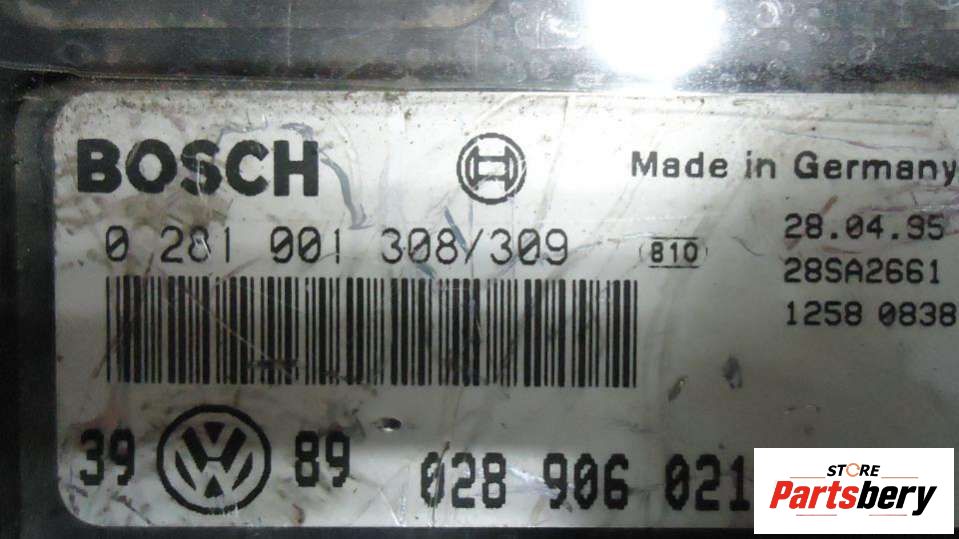 BOSCH Made in Germany
0 281 001 308/309 810 28.04.95
28SA2661
1258 0838
39 VW 89 028 906 021
STORE
Partsbery